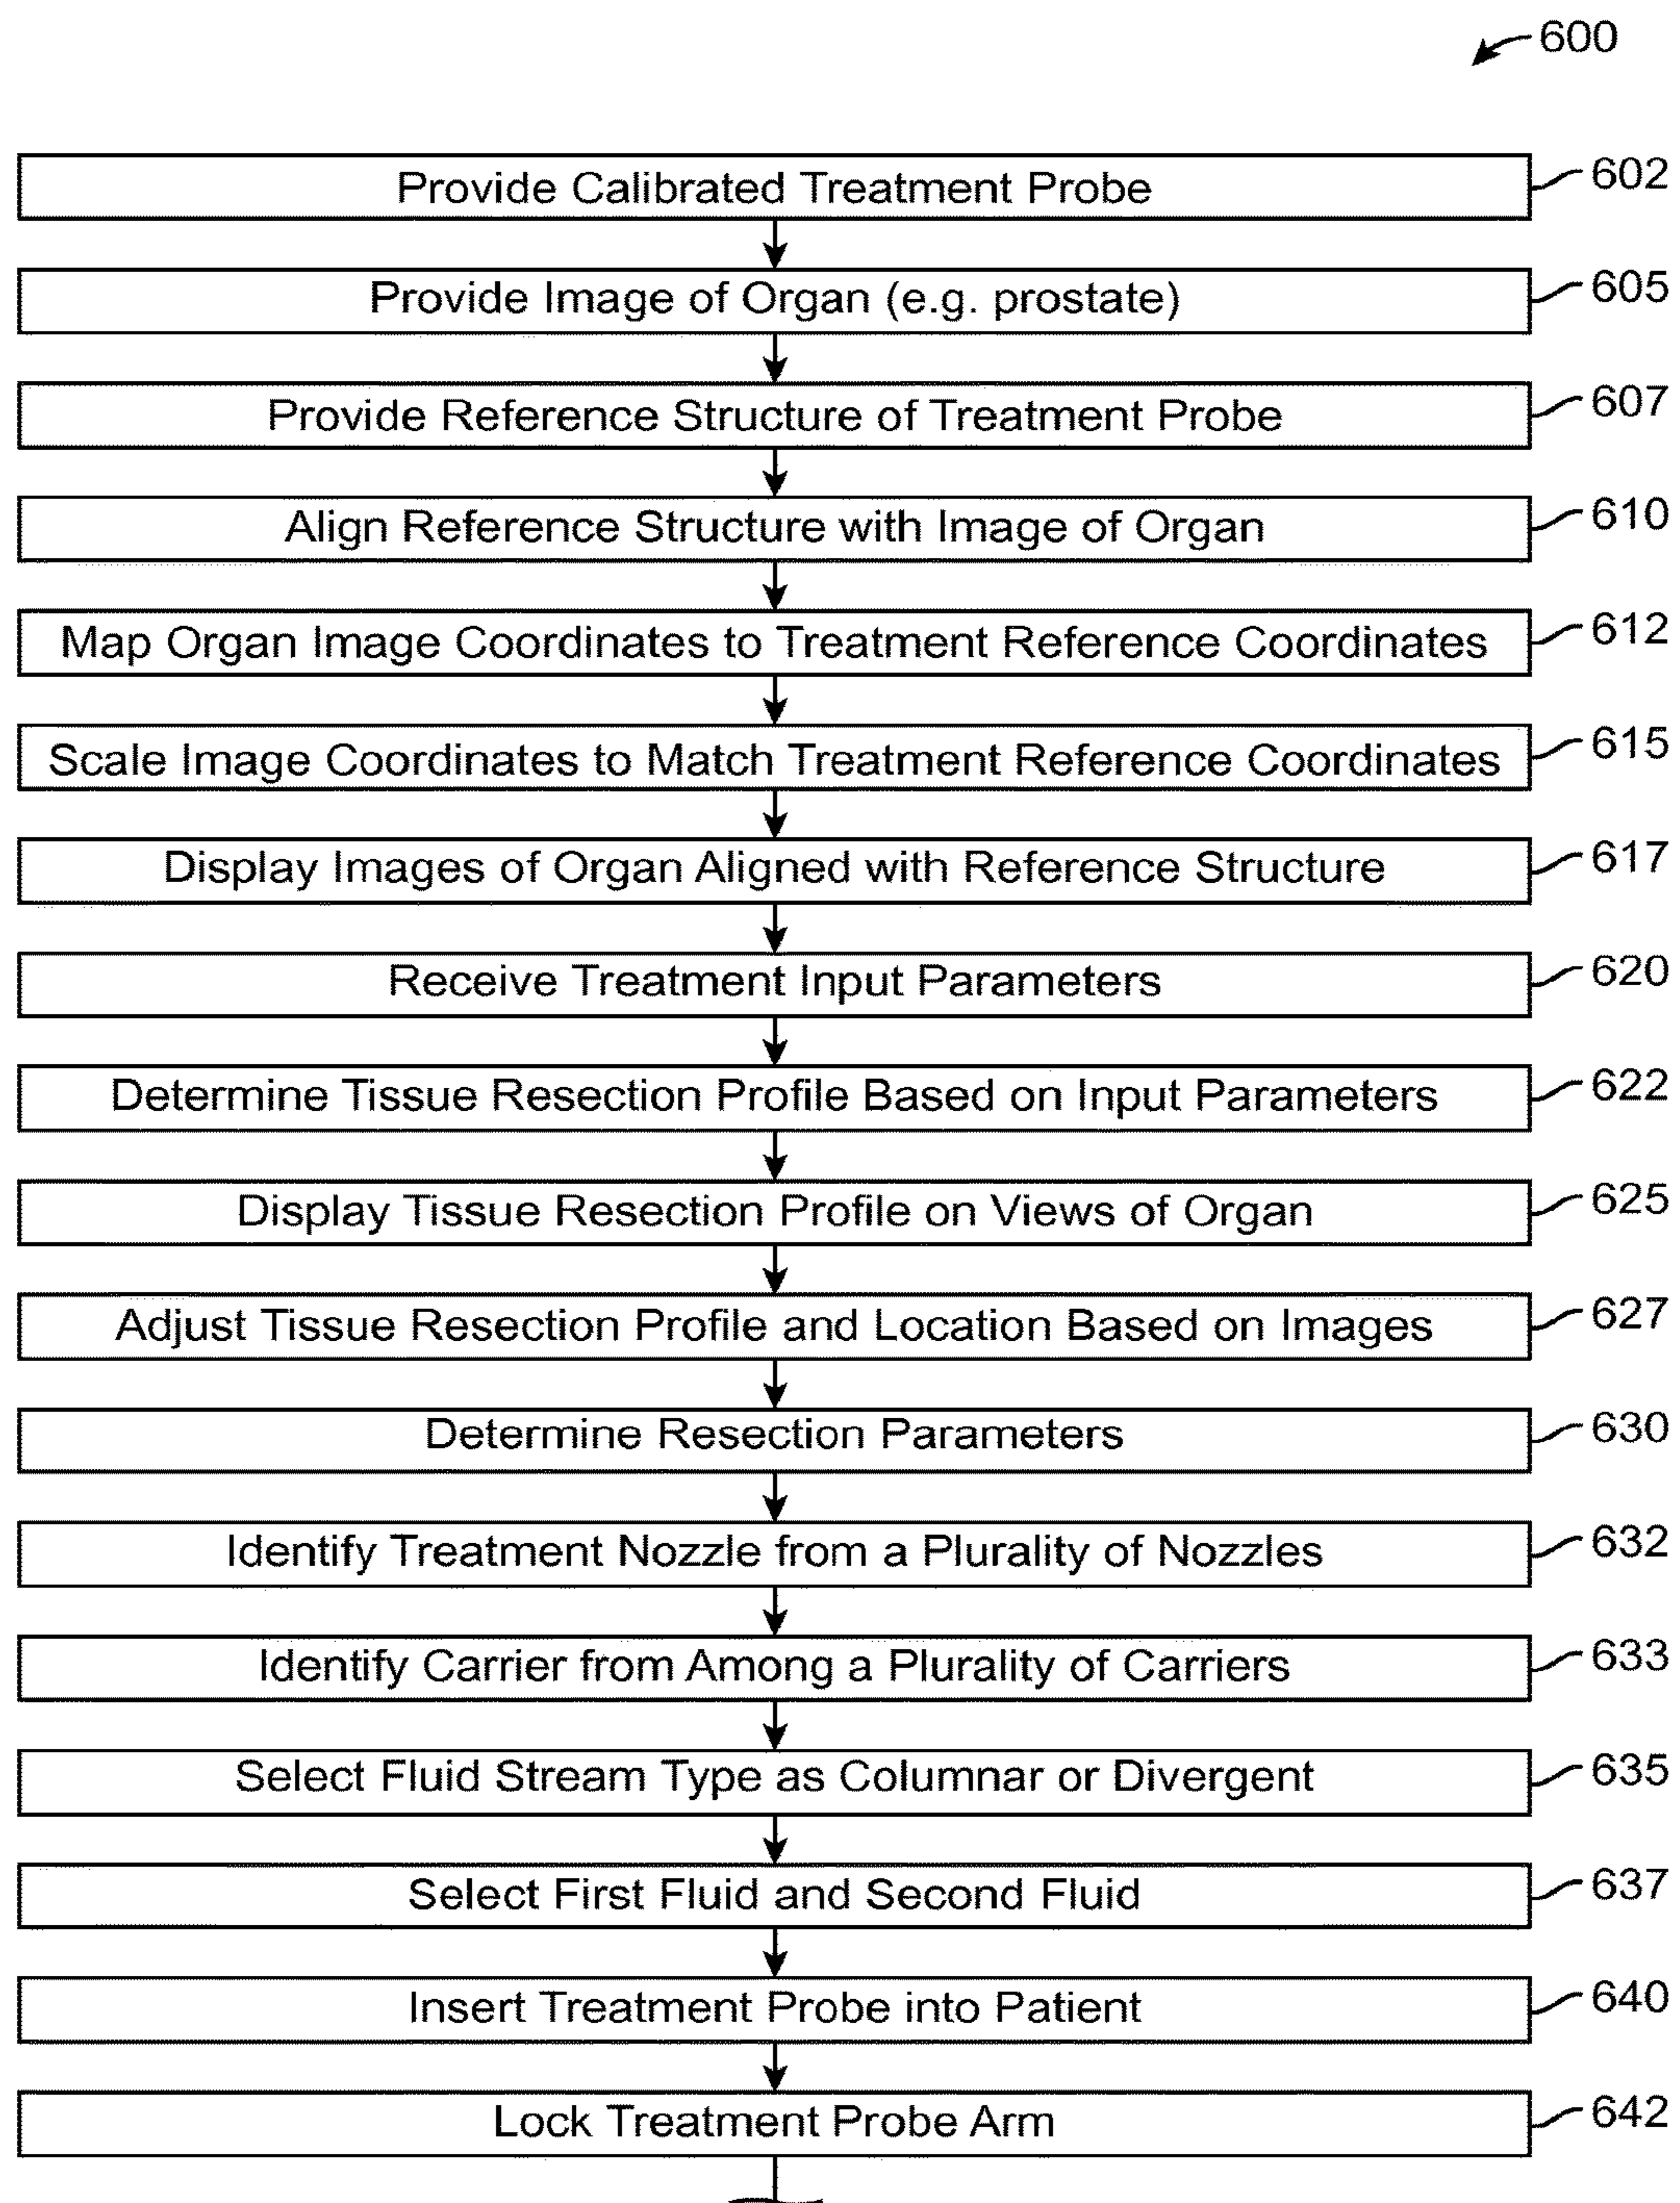 600
Provide Calibrated Treatment Probe 602
Provide Image of Organ (e.g. prostate) 605
Provide Reference Structure of Treatment Probe 607
Align Reference Structure with Image of Organ 610
Map Organ Image Coordinates to Treatment Reference Coordinates 612
Scale Image Coordinates to Match Treatment Reference Coordinates 615
Display Images of Organ Aligned with Reference Structure 617
Receive Treatment Input Parameters 620
Determine Tissue Resection Profile Based on Input Parameters 622
Display Tissue Resection Profile on Views of Organ 625
Adjust Tissue Resection Profile and Location Based on Images 627
Determine Resection Parameters 630
Identify Treatment Nozzle from a Plurality of Nozzles 632
Identify Carrier from Among a Plurality of Carriers 633
Select Fluid Stream Type as Columnar or Divergent 635
Select First Fluid and Second Fluid 637
Insert Treatment Probe into Patient 640
Lock Treatment Probe Arm 642